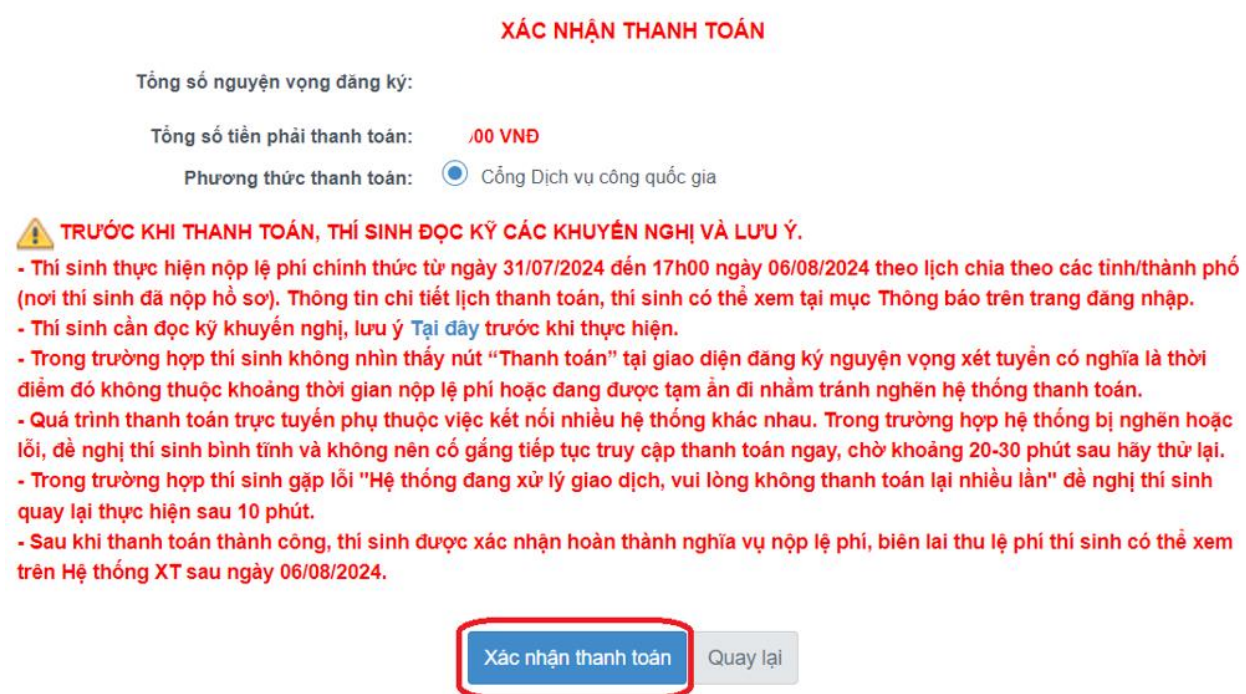 XÁC NHẬN THANH TOÁN
Tổng số nguyện vọng đăng ký:
Tổng số tiền phải thanh toán: 00 VNĐ
Phương thức thanh toán: Cổng Dịch vụ công quốc gia
TRƯỚC KHI THANH TOÁN, THÍ SINH ĐỌC KỸ CÁC KHUYẾN NGHỊ VÀ LƯU Ý.
- Thí sinh thực hiện nộp lệ phí chính thức từ ngày 31/07/2024 đến 17h00 ngày 06/08/2024 theo lịch chia theo các tỉnh/thành phố
(nơi thí sinh đã nộp hồ sơ). Thông tin chi tiết lịch thanh toán, thí sinh có thể xem tại mục Thông báo trên trang đăng nhập.
- Thí sinh cần đọc kỹ khuyến nghị, lưu ý Tại đây trước khi thực hiện.
- Trong trường hợp thí sinh không nhìn thấy nút “Thanh toán” tại giao diện đăng ký nguyện vọng xét tuyển có nghĩa là thời
điểm đó không thuộc khoảng thời gian nộp lệ phí hoặc đang được tạm ẩn đi nhằm tránh nghẽn hệ thống thanh toán.
- Quá trình thanh toán trực tuyến phụ thuộc việc kết nối nhiều hệ thống khác nhau. Trong trường hợp hệ thống bị nghẽn hoặc
lỗi, đề nghị thí sinh bình tĩnh và không nên cố gắng tiếp tục truy cập thanh toán ngay, chờ khoảng 20-30 phút sau hãy thử lại.
- Trong trường hợp thí sinh gặp lỗi "Hệ thống đang xử lý giao dịch, vui lòng không thanh toán lại nhiều lần" đề nghị thí sinh
quay lại thực hiện sau 10 phút.
- Sau khi thanh toán thành công, thí sinh được xác nhận hoàn thành nghĩa vụ nộp lệ phí, biên lai thu lệ phí thí sinh có thể xem
trên Hệ thống XT sau ngày 06/08/2024.
Xác nhận thanh toán Quay lại